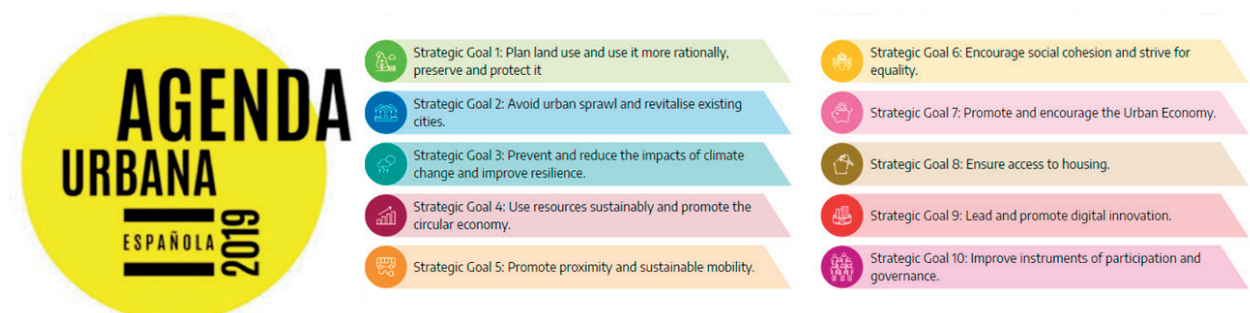 AGENDA
URBANA
ESPAÑOLA
2019
Strategic Goal 1: Plan land use and use it more rationally,
preserve and protect it
Strategic Goal 2: Avoid urban sprawl and revitalise existing
cities.
Strategic Goal 3: Prevent and reduce the impacts of climate
change and improve resilience.
Strategic Goal 4: Use resources sustainably and promote the
circular economy.
Strategic Goal 5: Promote proximity and sustainable mobility.
Strategic Goal 6: Encourage social cohesion and strive for
equality.
Strategic Goal 7: Promote and encourage the Urban Economy.
Strategic Goal 8: Ensure access to housing.
Strategic Goal 9: Lead and promote digital innovation.
Strategic Goal 10: Improve instruments of participation and
governance.